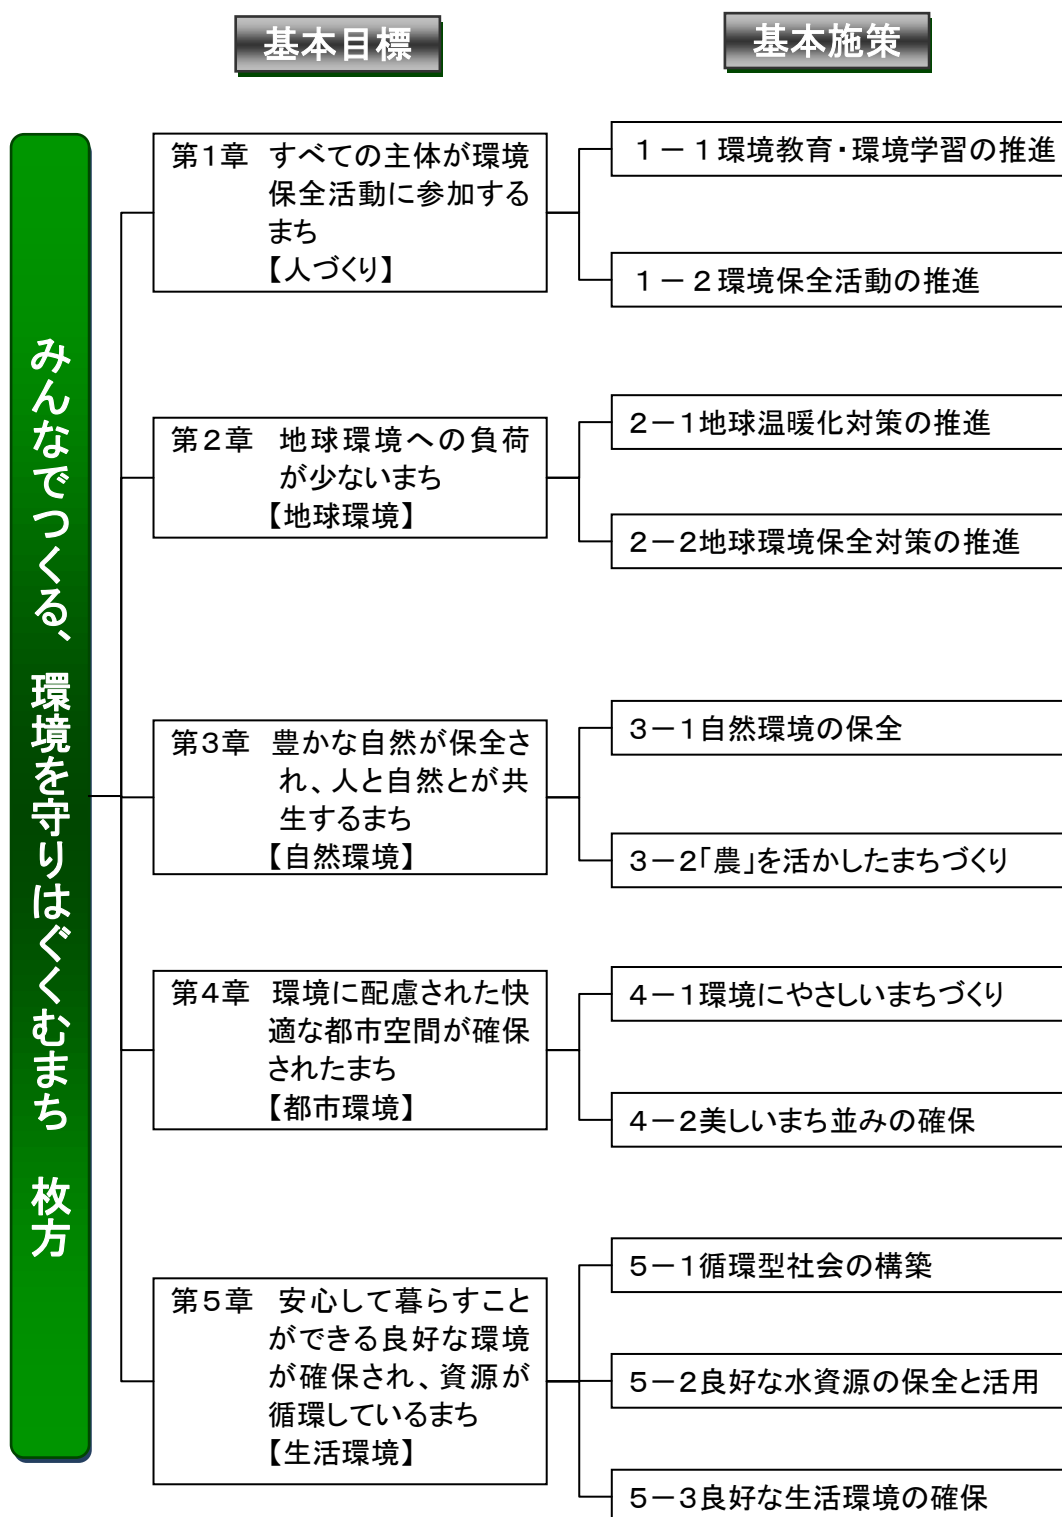 基本目標
基本施策
みんなでつくる、環境を守りはぐくむまち　枚方
第1章　すべての主体が環境
保全活動に参加する
まち
【人づくり】
1－1環境教育・環境学習の推進
1－2環境保全活動の推進
第2章　地球環境への負荷
が少ないまち
【地球環境】
2－1地球温暖化対策の推進
2－2地球環境保全対策の推進
第3章　豊かな自然が保全さ
れ、人と自然とが共
生するまち
【自然環境】
3－1自然環境の保全
3－2「農」を活かしたまちづくり
第4章　環境に配慮された快
適な都市空間が確保
されたまち
【都市環境】
4－1環境にやさしいまちづくり
4－2美しいまち並みの確保
第5章　安心して暮らすこと
ができる良好な環境
が確保され、資源が
循環しているまち
【生活環境】
5－1循環型社会の構築
5－2良好な水資源の保全と活用
5－3良好な生活環境の確保